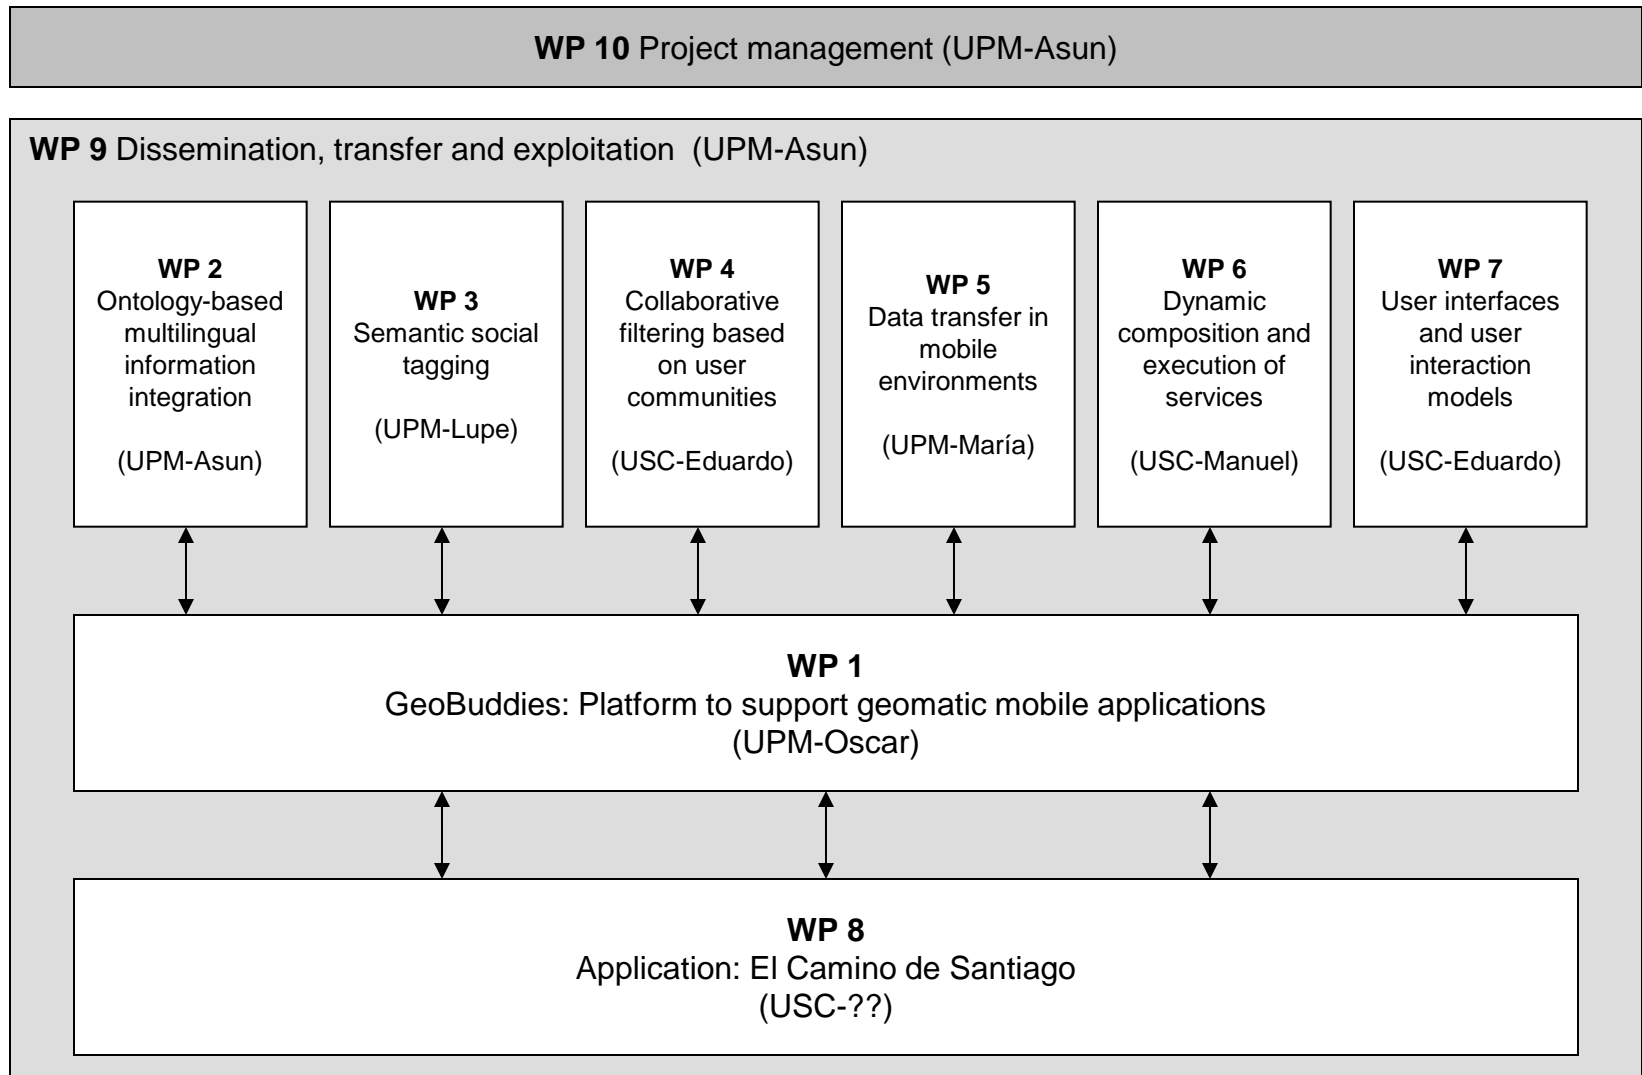 WP 10 Project management (UPM-Asun)
WP 9 Dissemination, transfer and exploitation (UPM-Asun)
WP 2
Ontology-based
multilingual
information
integration
(UPM-Asun)
WP 3
Semantic social
tagging
(UPM-Lupe)
WP 4
Collaborative
filtering based
on user
communities
(USC-Eduardo)
WP 5
Data transfer in
mobile
environments
(UPM-María)
WP 6
Dynamic
composition and
execution of
services
(USC-Manuel)
WP 7
User interfaces
and user
interaction
models
(USC-Eduardo)
WP 1
GeoBuddies: Platform to support geomatic mobile applications
(UPM-Oscar)
WP 8
Application: El Camino de Santiago
(USC-??)